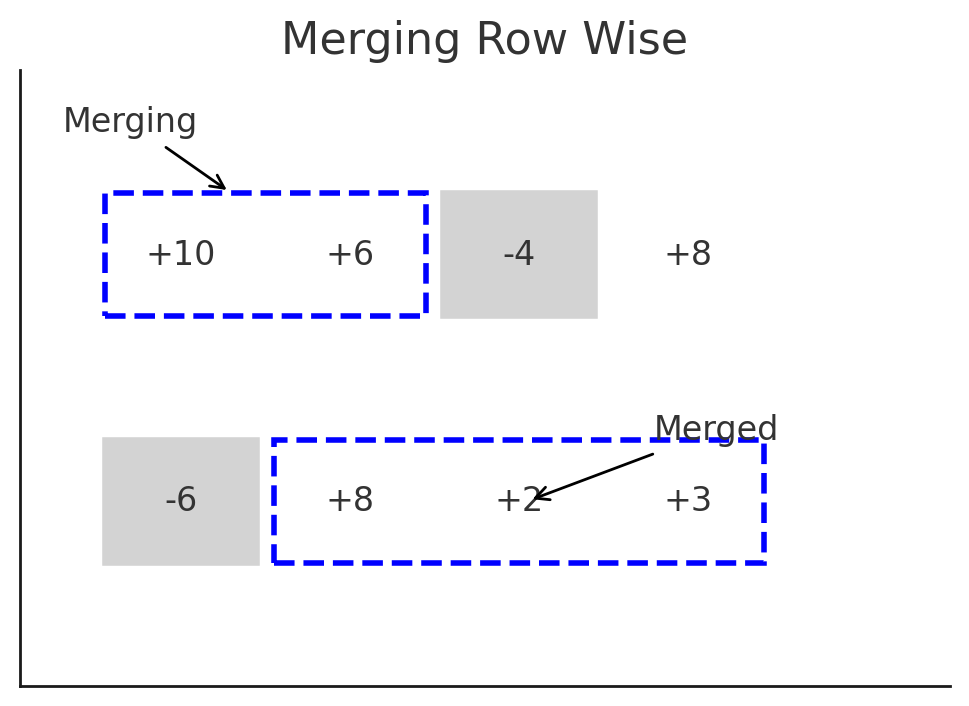 Merging Row Wise
Merging
+10 +6 -4 +8
Merged
-6 +8 +2 +3